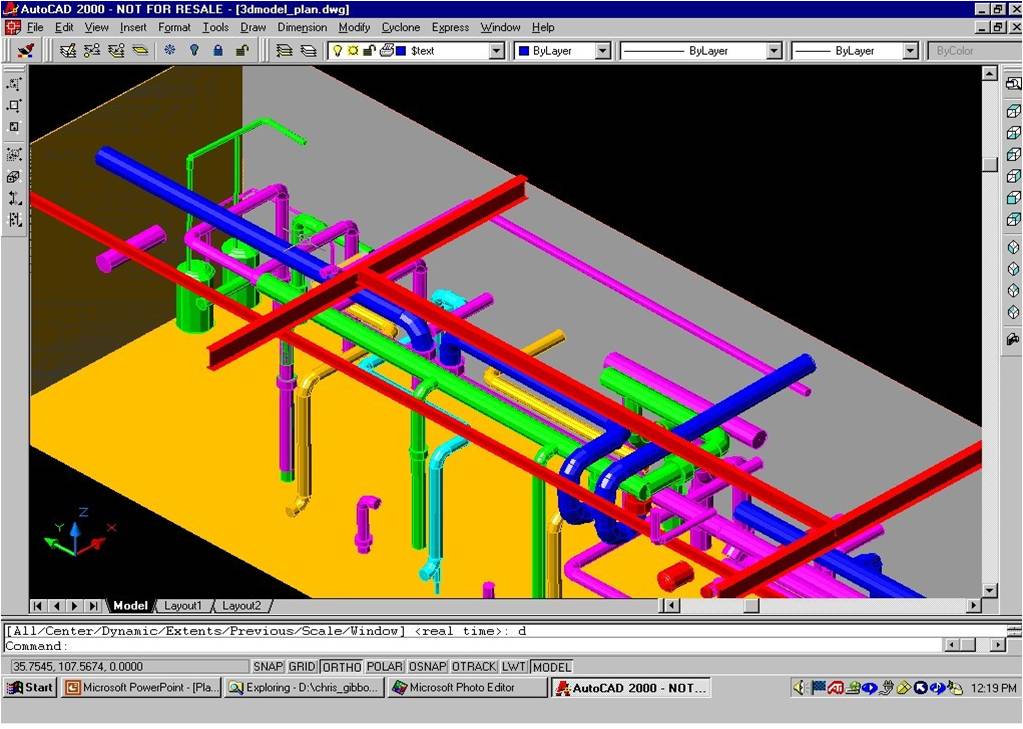 AutoCAD 2000 - NOT FOR RESALE - [3dmodel_plan.dwg]
File Edit View Insert Format Tools Draw Dimension Modify Cyclone Express Window Help
$text ByLayer ByLayer ByLayer ByColor
Z
Y X
Model Layout1 Layout2
[All/Center/Dynamic/Extents/Previous/Scale/Window] <real time>: d
Command:
35.7545, 107.5674, 0.0000 SNAP GRID ORTHO POLAR OSNAP OTRACK LWT MODEL
Start Microsoft PowerPoint - [Pla... Exploring - D:\chris_gibbo... Microsoft Photo Editor AutoCAD 2000 - NOT... 12:19 PM